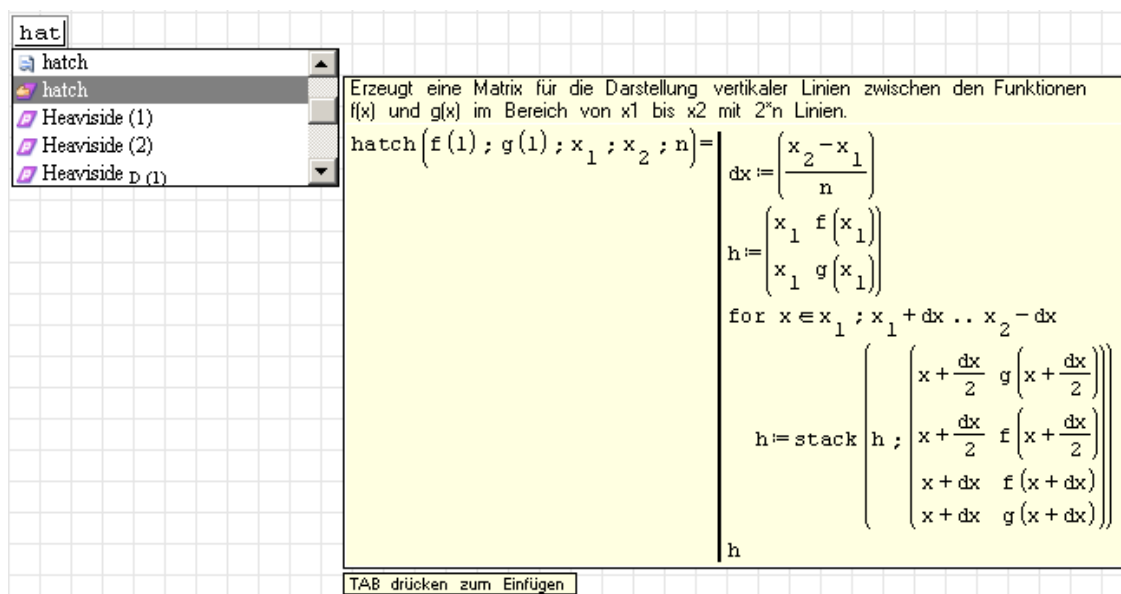 hat
hatch
hatch
Heaviside (1)
Heaviside (2)
Heaviside D (1)
Erzeugt eine Matrix für die Darstellung vertikaler Linien zwischen den Funktionen
f(x) und g(x) im Bereich von x1 bis x2 mit 2*n Linien.
hatch(f(1) ; g(1) ; x₁ ; x₂ ; n)=
dx:=((x₂-x₁)/n)
h:=(x₁ f(x₁)
x₁ g(x₁))
for x∈x₁ ; x₁+dx .. x₂-dx
h:=stack(h ; (x+dx/2 g(x+dx/2)
x+dx/2 f(x+dx/2)
x+dx f(x+dx)
x+dx g(x+dx)))
h
TAB drücken zum Einfügen